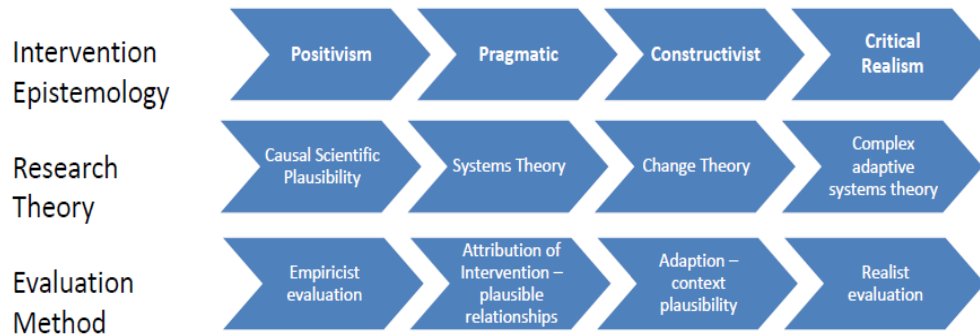 Intervention
Epistemology
Positivism
Pragmatic
Constructivist
Critical
Realism
Research
Theory
Causal Scientific
Plausibility
Systems Theory
Change Theory
Complex
adaptive
systems theory
Evaluation
Method
Empiricist
evaluation
Attribution of
Intervention –
plausible
relationships
Adaption –
context
plausibility
Realist
evaluation